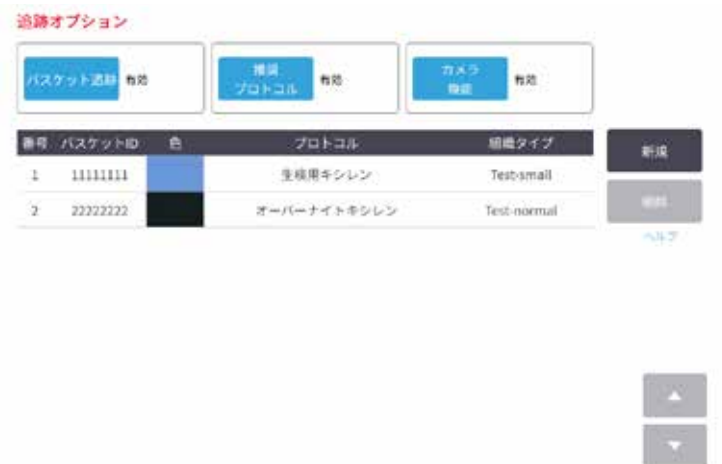 追跡オプション
バスケット追跡 有効
推奨
プロトコル 有効
カメラ
機能 有効
番号 バスケットID 色 プロトコル 組織タイプ
1 11111111 生検用キシレン Test-small
2 22222222 オーバーナイトキシレン Test-normal
新規
削除
ヘルプ